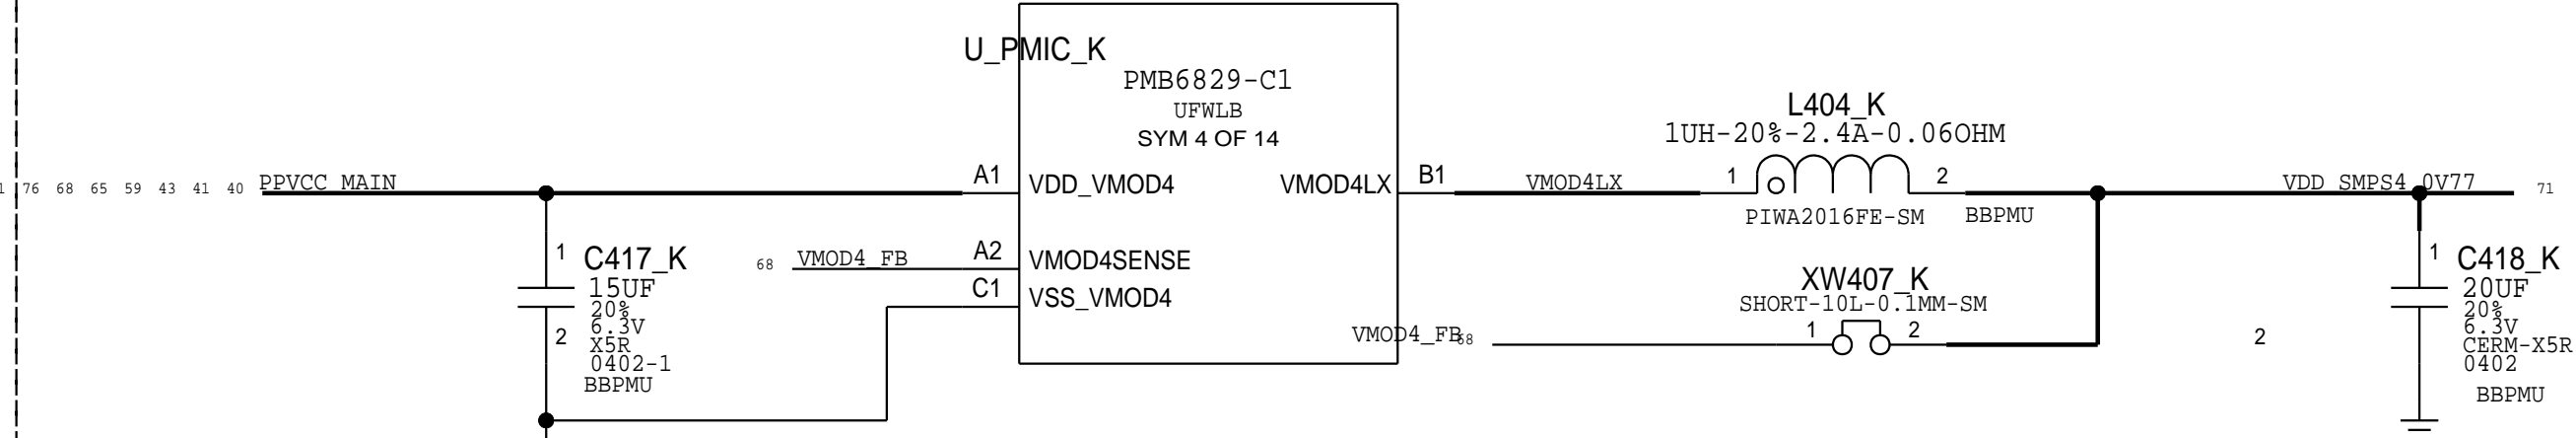 U_PMIC_K
PMB6829-C1
UFWLB
SYM 4 OF 14
L404_K
1UH-20%-2.4A-0.06OHM
76 68 65 59 43 41 40 PPVCC_MAIN
A1 VDD_VMOD4
VMOD4LX B1
VMOD4LX
1 2
VDD_SMPS4_0V77 71
PIWA2016FE-SM BBPMU
68 VMOD4_FB A2 VMOD4SENSE
C1 VSS_VMOD4
1 C417_K
15UF
20%
6.3V
2 X5R
0402-1
BBPMU
XW407_K
SHORT-10L-0.1MM-SM
VMOD4_FB 68 1 2
2
1 C418_K
20UF
20%
6.3V
CERM-X5R
0402
BBPMU